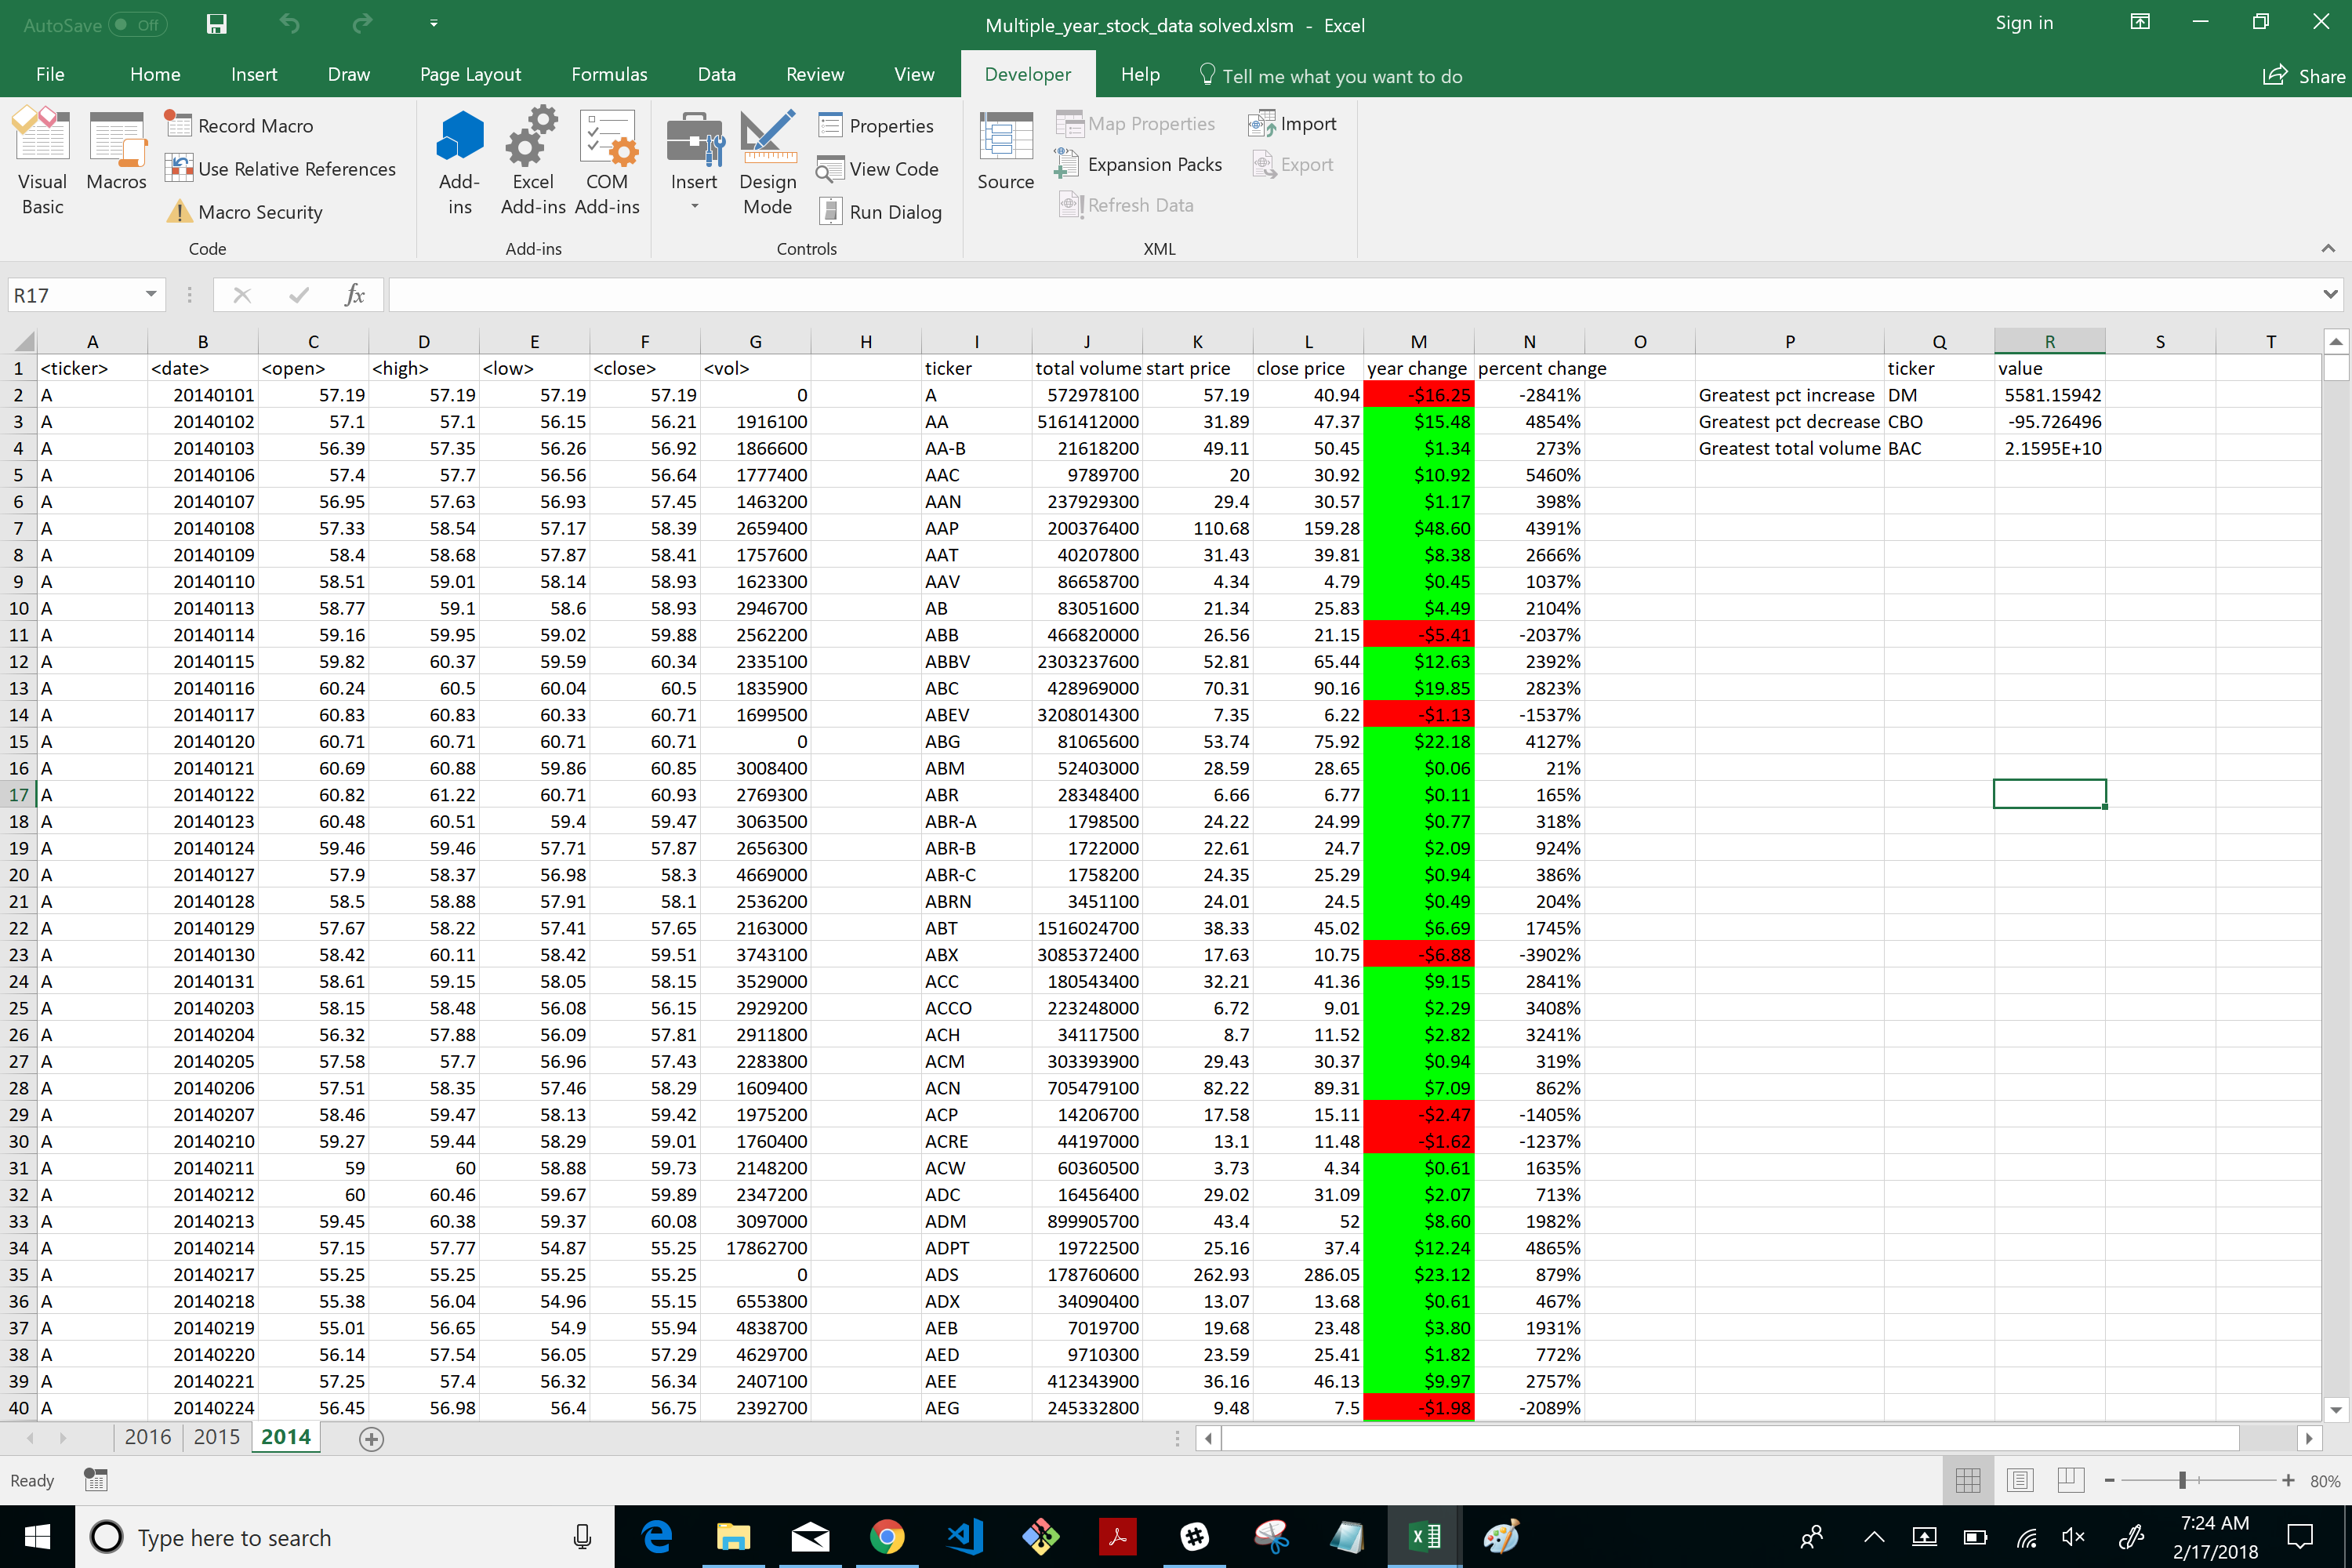 AutoSave Off Multiple_year_stock_data solved.xlsm - Excel Sign in
File Home Insert Draw Page Layout Formulas Data Review View Developer Help Tell me what you want to do Share
Visual Basic
Macros
Record Macro
Use Relative References
Macro Security
Code
Add-ins
Excel Add-ins
COM Add-ins
Add-ins
Insert
Design Mode
Properties
View Code
Run Dialog
Controls
Source
Map Properties
Expansion Packs
Refresh Data
Import
Export
XML
R17 fx
A B C D E F G H I J K L M N O P Q R S T
1 <ticker> <date> <open> <high> <low> <close> <vol> ticker total volume start price close price year change percent change ticker value
2 A 20140101 57.19 57.19 57.19 57.19 0 A 572978100 57.19 40.94 -$16.25 -2841% Greatest pct increase DM 5581.15942
3 A 20140102 57.1 57.1 56.15 56.21 1916100 AA 5161412000 31.89 47.37 $15.48 4854% Greatest pct decrease CBO -95.726496
4 A 20140103 56.39 57.35 56.26 56.92 1866600 AA-B 21618200 49.11 50.45 $1.34 273% Greatest total volume BAC 2.1595E+10
5 A 20140106 57.4 57.7 56.56 56.64 1777400 AAC 9789700 20 30.92 $10.92 5460%
6 A 20140107 56.95 57.63 56.93 57.45 1463200 AAN 237929300 29.4 30.57 $1.17 398%
7 A 20140108 57.33 58.54 57.17 58.39 2659400 AAP 200376400 110.68 159.28 $48.60 4391%
8 A 20140109 58.4 58.68 57.87 58.41 1757600 AAT 40207800 31.43 39.81 $8.38 2666%
9 A 20140110 58.51 59.01 58.14 58.93 1623300 AAV 86658700 4.34 4.79 $0.45 1037%
10 A 20140113 58.77 59.1 58.6 58.93 2946700 AB 83051600 21.34 25.83 $4.49 2104%
11 A 20140114 59.16 59.95 59.02 59.88 2562200 ABB 466820000 26.56 21.15 -$5.41 -2037%
12 A 20140115 59.82 60.37 59.59 60.34 2335100 ABBV 2303237600 52.81 65.44 $12.63 2392%
13 A 20140116 60.24 60.5 60.04 60.5 1835900 ABC 428969000 70.31 90.16 $19.85 2823%
14 A 20140117 60.83 60.83 60.33 60.71 1699500 ABEV 3208014300 7.35 6.22 -$1.13 -1537%
15 A 20140120 60.71 60.71 60.71 60.71 0 ABG 81065600 53.74 75.92 $22.18 4127%
16 A 20140121 60.69 60.88 59.86 60.85 3008400 ABM 52403000 28.59 28.65 $0.06 21%
17 A 20140122 60.82 61.22 60.71 60.93 2769300 ABR 28348400 6.66 6.77 $0.11 165%
18 A 20140123 60.48 60.51 59.4 59.47 3063500 ABR-A 1798500 24.22 24.99 $0.77 318%
19 A 20140124 59.46 59.46 57.71 57.87 2656300 ABR-B 1722000 22.61 24.7 $2.09 924%
20 A 20140127 57.9 58.37 56.98 58.3 4669000 ABR-C 1758200 24.35 25.29 $0.94 386%
21 A 20140128 58.5 58.88 57.91 58.1 2536200 ABRN 3451100 24.01 24.5 $0.49 204%
22 A 20140129 57.67 58.22 57.41 57.65 2163000 ABT 1516024700 38.33 45.02 $6.69 1745%
23 A 20140130 58.42 60.11 58.42 59.51 3743100 ABX 3085372400 17.63 10.75 -$6.88 -3902%
24 A 20140131 58.61 59.15 58.05 58.15 3529000 ACC 180543400 32.21 41.36 $9.15 2841%
25 A 20140203 58.15 58.48 56.08 56.15 2929200 ACCO 223248000 6.72 9.01 $2.29 3408%
26 A 20140204 56.32 57.88 56.09 57.81 2911800 ACH 34117500 8.7 11.52 $2.82 3241%
27 A 20140205 57.58 57.7 56.96 57.43 2283800 ACM 303393900 29.43 30.37 $0.94 319%
28 A 20140206 57.51 58.35 57.46 58.29 1609400 ACN 705479100 82.22 89.31 $7.09 862%
29 A 20140207 58.46 59.47 58.13 59.42 1975200 ACP 14206700 17.58 15.11 -$2.47 -1405%
30 A 20140210 59.27 59.44 58.29 59.01 1760400 ACRE 44197000 13.1 11.48 -$1.62 -1237%
31 A 20140211 59 60 58.88 59.73 2148200 ACW 60360500 3.73 4.34 $0.61 1635%
32 A 20140212 60 60.46 59.67 59.89 2347200 ADC 16456400 29.02 31.09 $2.07 713%
33 A 20140213 59.45 60.38 59.37 60.08 3097000 ADM 899905700 43.4 52 $8.60 1982%
34 A 20140214 57.15 57.77 54.87 55.25 17862700 ADPT 19722500 25.16 37.4 $12.24 4865%
35 A 20140217 55.25 55.25 55.25 55.25 0 ADS 178760600 262.93 286.05 $23.12 879%
36 A 20140218 55.38 56.04 54.96 55.15 6553800 ADX 34090400 13.07 13.68 $0.61 467%
37 A 20140219 55.01 56.65 54.9 55.94 4838700 AEB 7019700 19.68 23.48 $3.80 1931%
38 A 20140220 56.14 57.54 56.05 57.29 4629700 AED 9710300 23.59 25.41 $1.82 772%
39 A 20140221 57.25 57.4 56.32 56.34 2407100 AEE 412343900 36.16 46.13 $9.97 2757%
40 A 20140224 56.45 56.98 56.4 56.75 2392700 AEG 245332800 9.48 7.5 -$1.98 -2089%
2016 2015 2014
Ready 80%
Type here to search
7:24 AM
2/17/2018